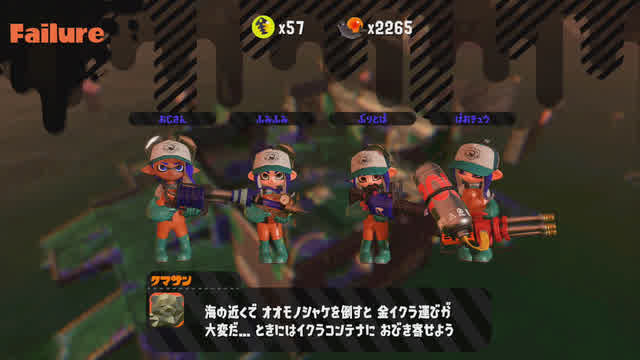 Failure
x57
x2265
おじさん
ふみふみ
ぷりとば
ぱおチュウ
クマサン
海の近くで オオモノシャケを倒すと 金イクラ運びが
大変だ... ときにはイクラコンテナに おびき寄せよう